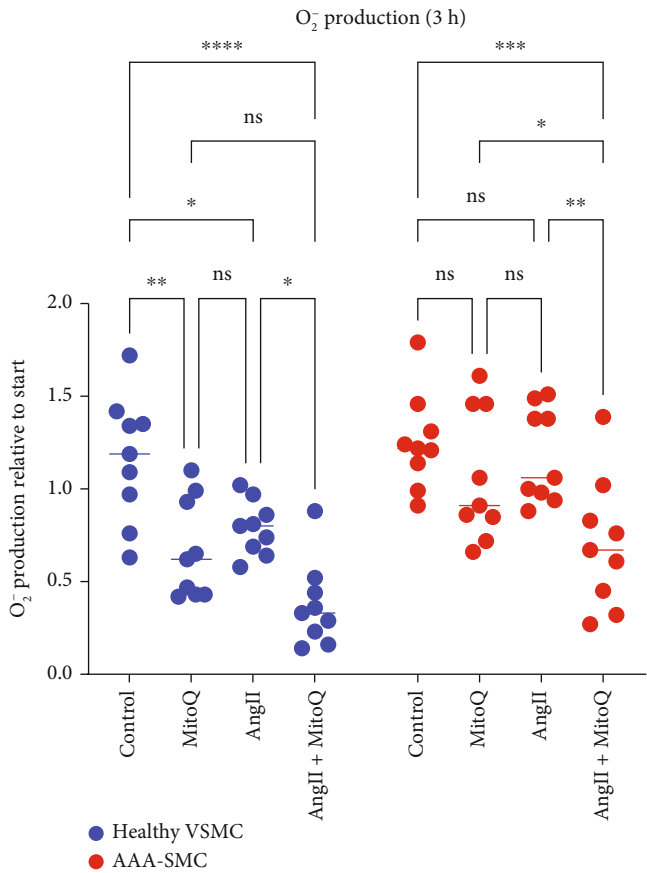 O₂⁻ production (3 h)
**** ***
ns *
* ns **
** ns * ns ns
2.0
1.5
1.0
0.5
0.0
O₂⁻ production relative to start
Control
MitoQ
AngII
AngII + MitoQ
Control
MitoQ
AngII
AngII + MitoQ
Healthy VSMC
AAA-SMC